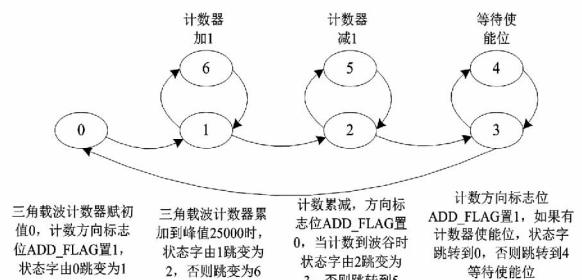 计数器
加1
计数器
减1
等待使
能位
6
5
4
0
1
2
3
三角载波计数器赋初
值0，计数方向标志
位ADD_FLAG置1，
状态字由0跳变为1
三角载波计数器累
加到峰值25000时，
状态字由1跳变为
2，否则跳变为6
计数累减，方向标
志位ADD_FLAG置
0，当计数到波谷时
状态字由2跳变为
3，否则跳转到5
计数方向标志位
ADD_FLAG置1，如果有
计数器使能位，状态字
跳转到0，否则跳转到4
等待使能位